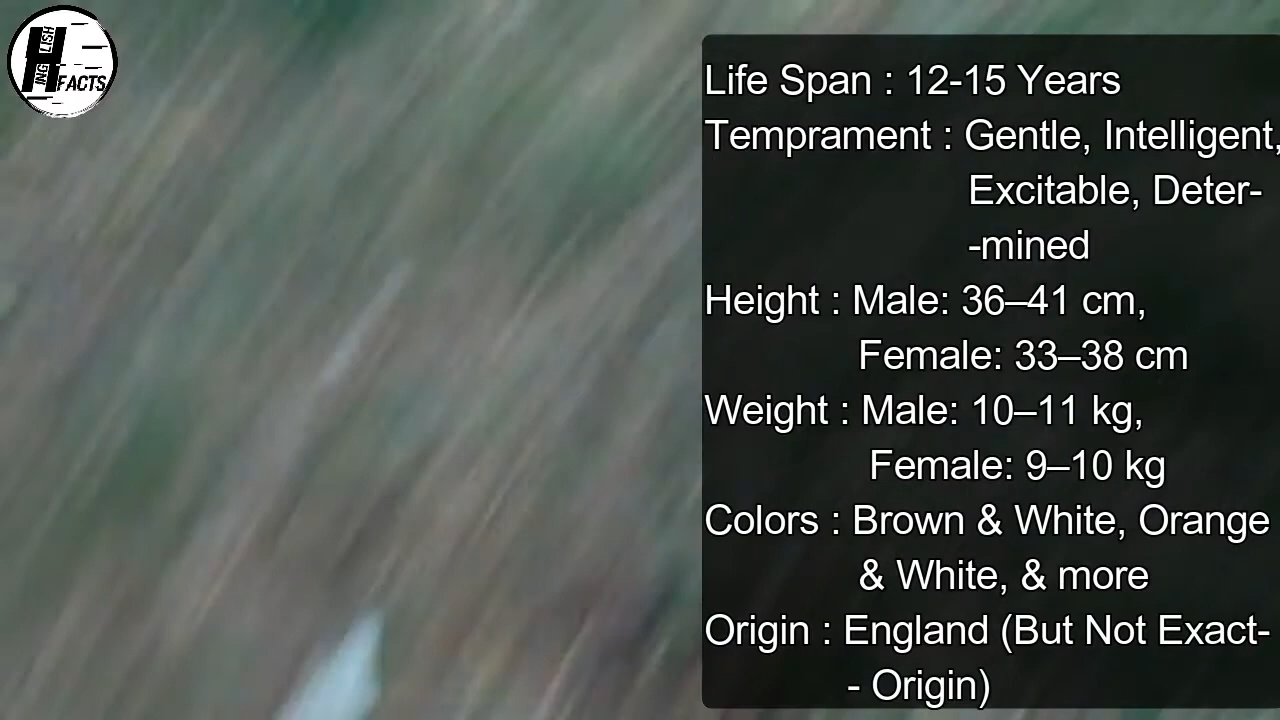 H
INGLISH
FACTS
Life Span : 12-15 Years
Temprament : Gentle, Intelligent,
Excitable, Deter-
-mined
Height : Male: 36–41 cm,
Female: 33–38 cm
Weight : Male: 10–11 kg,
Female: 9–10 kg
Colors : Brown & White, Orange
& White, & more
Origin : England (But Not Exact-
- Origin)